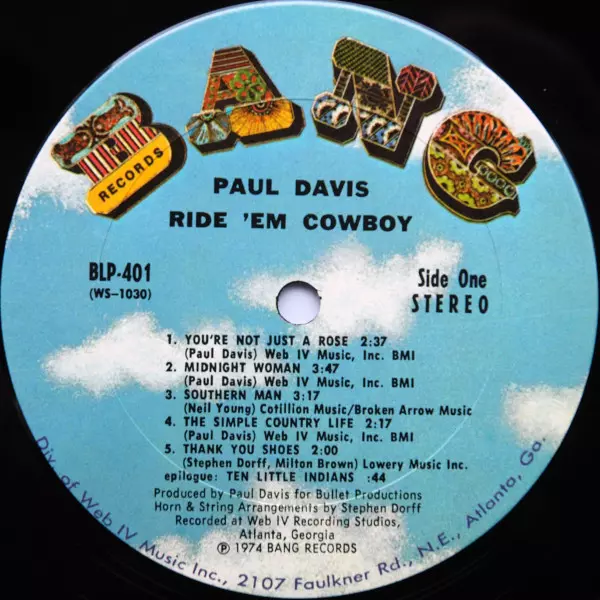 BANG
RECORDS
PAUL DAVIS
RIDE 'EM COWBOY
BLP-401
(WS-1030)
Side One
STEREO
1. YOU'RE NOT JUST A ROSE 2:37
(Paul Davis) Web IV Music, Inc. BMI
2. MIDNIGHT WOMAN 3:47
(Paul Davis) Web IV Music, Inc. BMI
3. SOUTHERN MAN 3:17
(Neil Young) Cotillion Music/Broken Arrow Music
4. THE SIMPLE COUNTRY LIFE 2:17
(Paul Davis) Web IV Music, Inc. BMI
5. THANK YOU SHOES 2:00
(Stephen Dorff, Milton Brown) Lowery Music Inc.
epilogue: TEN LITTLE INDIANS :44
Produced by Paul Davis for Bullet Productions
Horn & String Arrangements by Stephen Dorff
Recorded at Web IV Recording Studios,
Atlanta, Georgia
Ⓟ 1974 BANG RECORDS
Div. of Web IV Music Inc., 2107 Faulkner Rd., N.E., Atlanta, Ga.